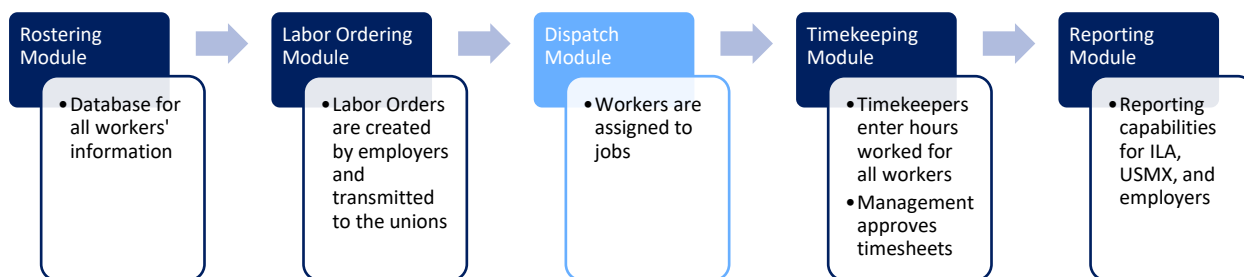 Rostering
Module
•Database for
all workers'
information
Labor Ordering
Module
•Labor Orders
are created
by employers
and
transmitted
to the unions
Dispatch
Module
•Workers are
assigned to
jobs
Timekeeping
Module
•Timekeepers
enter hours
worked for
all workers
•Management
approves
timesheets
Reporting
Module
•Reporting
capabilities
for ILA,
USMX, and
employers